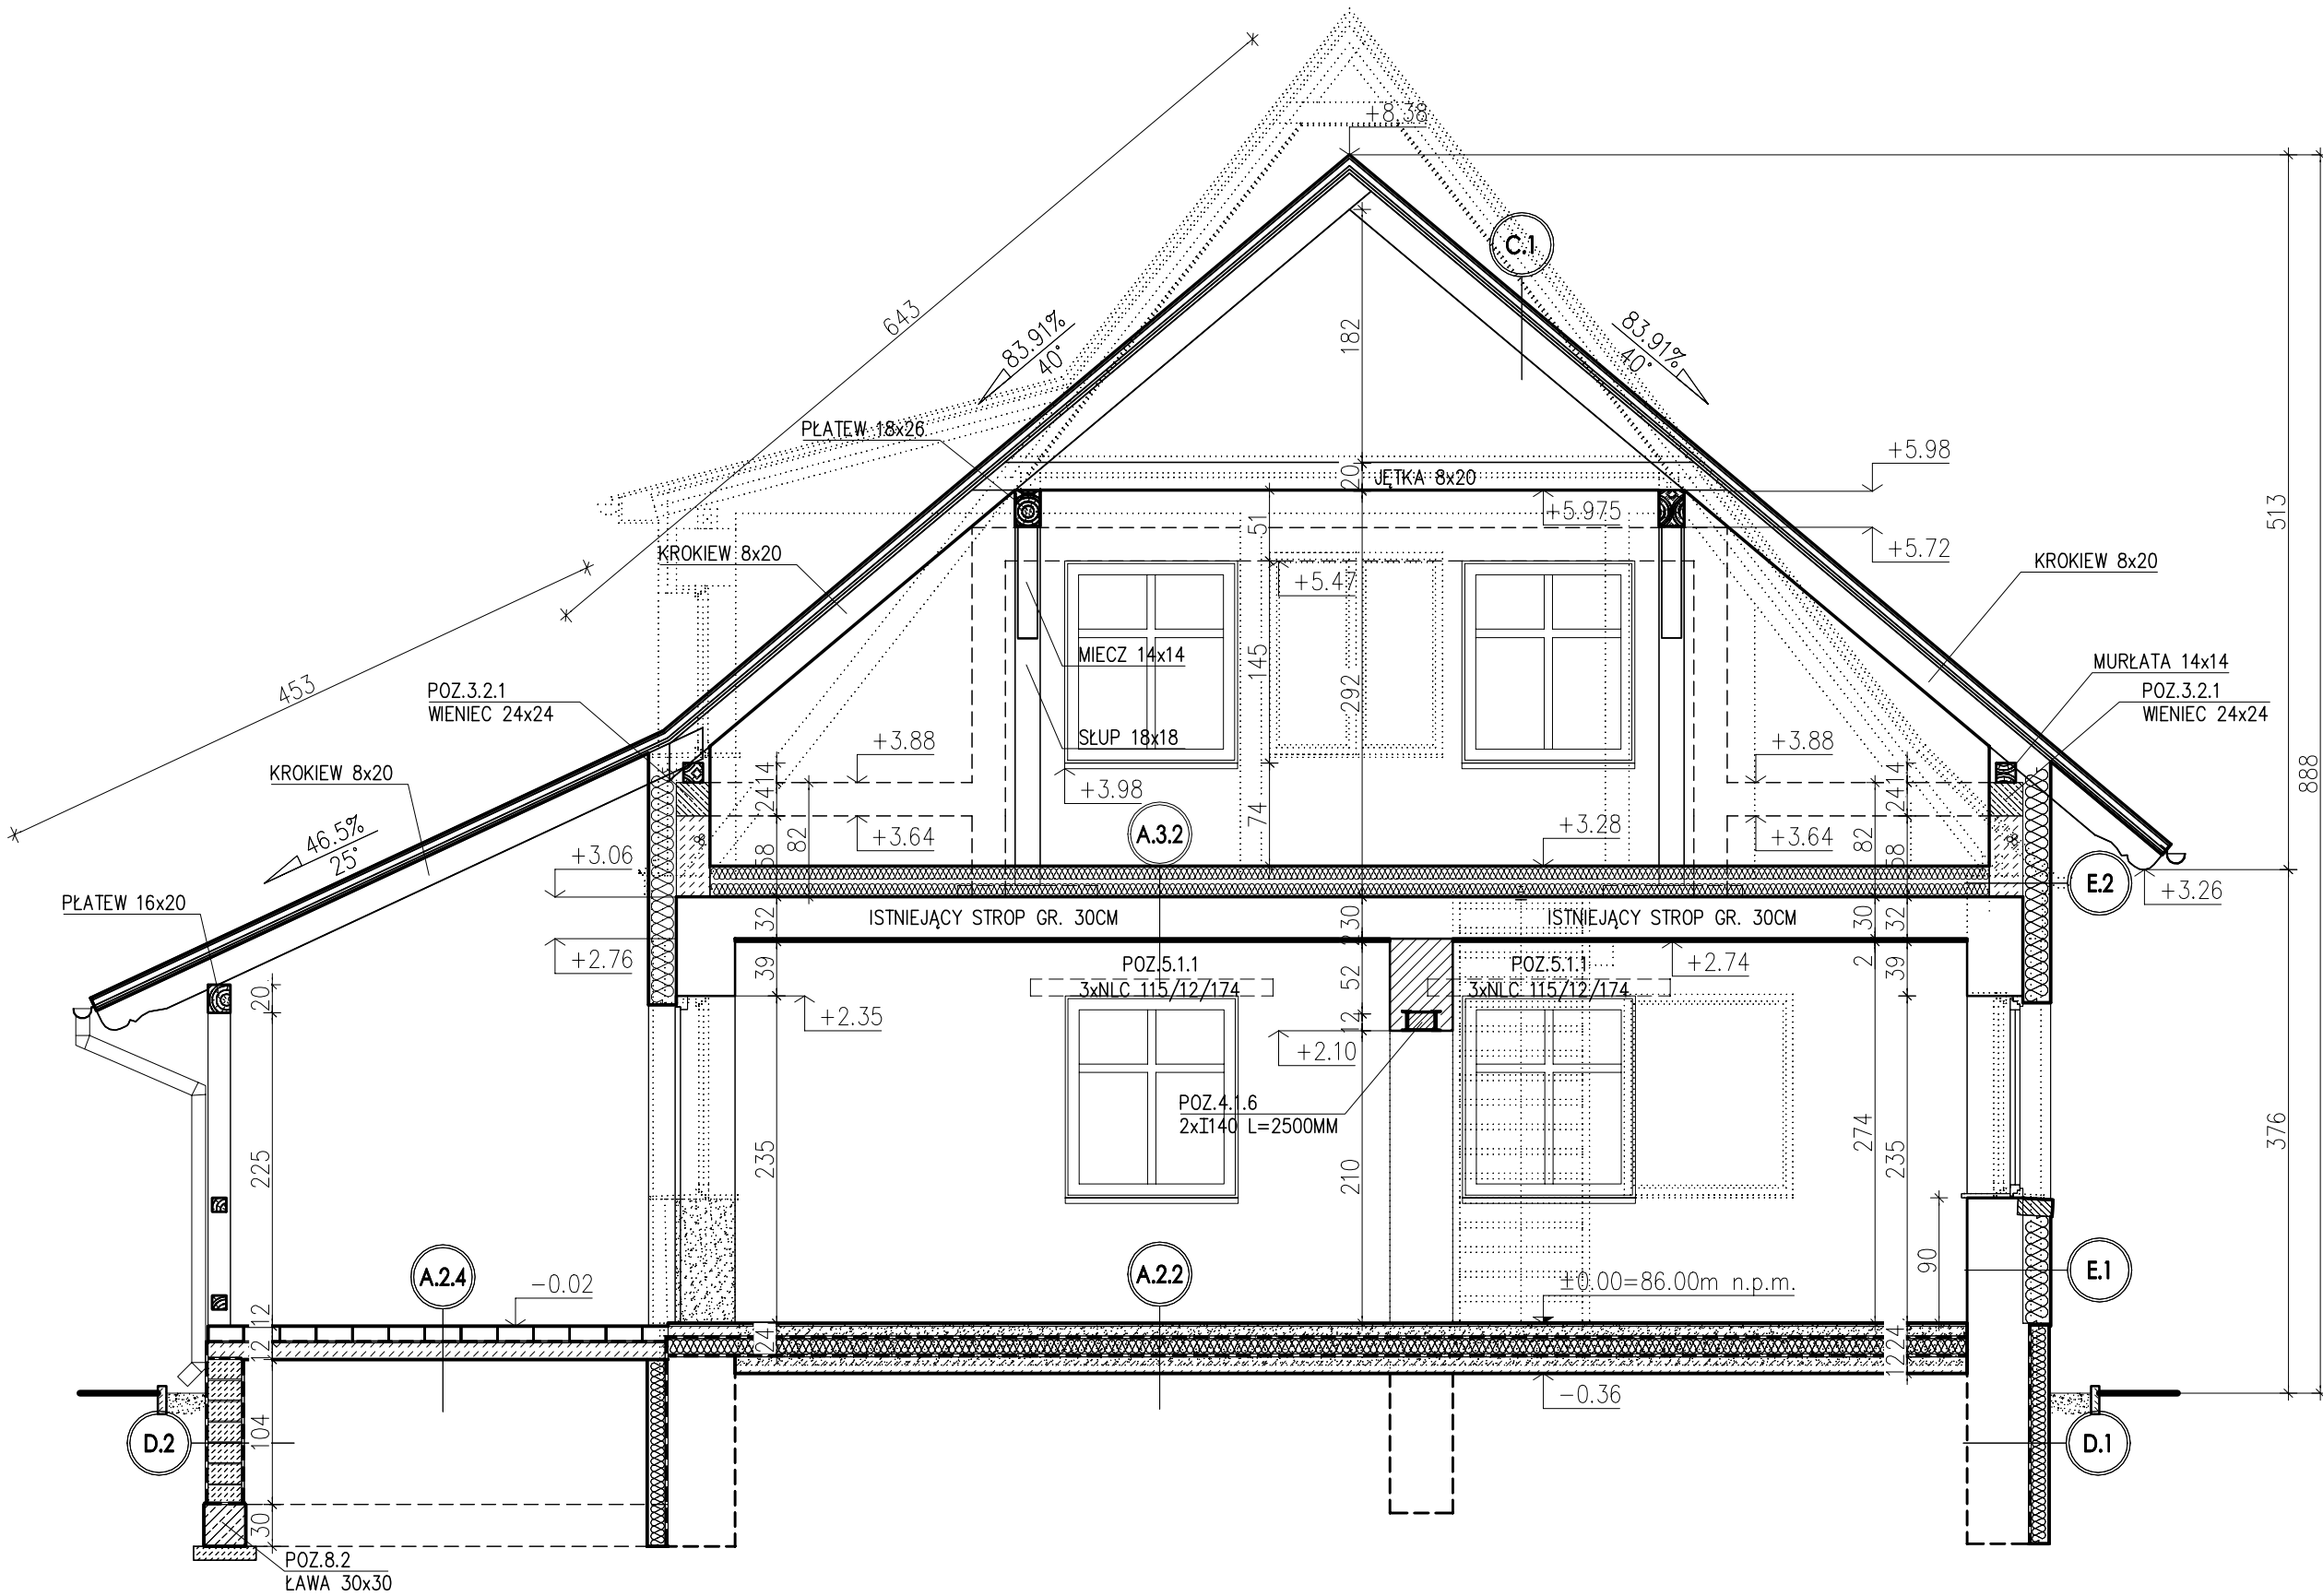 +8.38
C.1
643
83.91%
40°
83.91%
40°
182
PŁATEW 18x26
+5.98
20
JĘTKA 8x20
513
51
+5.975
+5.72
KROKIEW 8x20
KROKIEW 8x20
+5.47
453
MIECZ 14x14
145
MURŁATA 14x14
POZ.3.2.1
WIENIEC 24x24
292
POZ.3.2.1
WIENIEC 24x24
SŁUP 18x18
+3.88
+3.88
KROKIEW 8x20
14
14
888
+3.98
24
24
74
A.3.2
46.5%
25°
82
+3.64
+3.28
+3.64
82
58
58
+3.06
E.2
+3.26
PŁATEW 16x20
32
ISTNIEJĄCY STROP GR. 30CM
30
ISTNIEJĄCY STROP GR. 30CM
30
32
+2.76
39
POZ.5.1.1
3xNLC 115/12/174
52
POZ.5.1.1
3xNLC 115/12/174
+2.74
2
39
20
+2.35
12
+2.10
POZ.4.1.6
2xI140 L=2500MM
274
376
225
235
210
235
90
A.2.4
-0.02
A.2.2
±0.00=86.00m n.p.m.
E.1
12
12
24
24
12
-0.36
104
D.2
D.1
30
POZ.8.2
ŁAWA 30x30